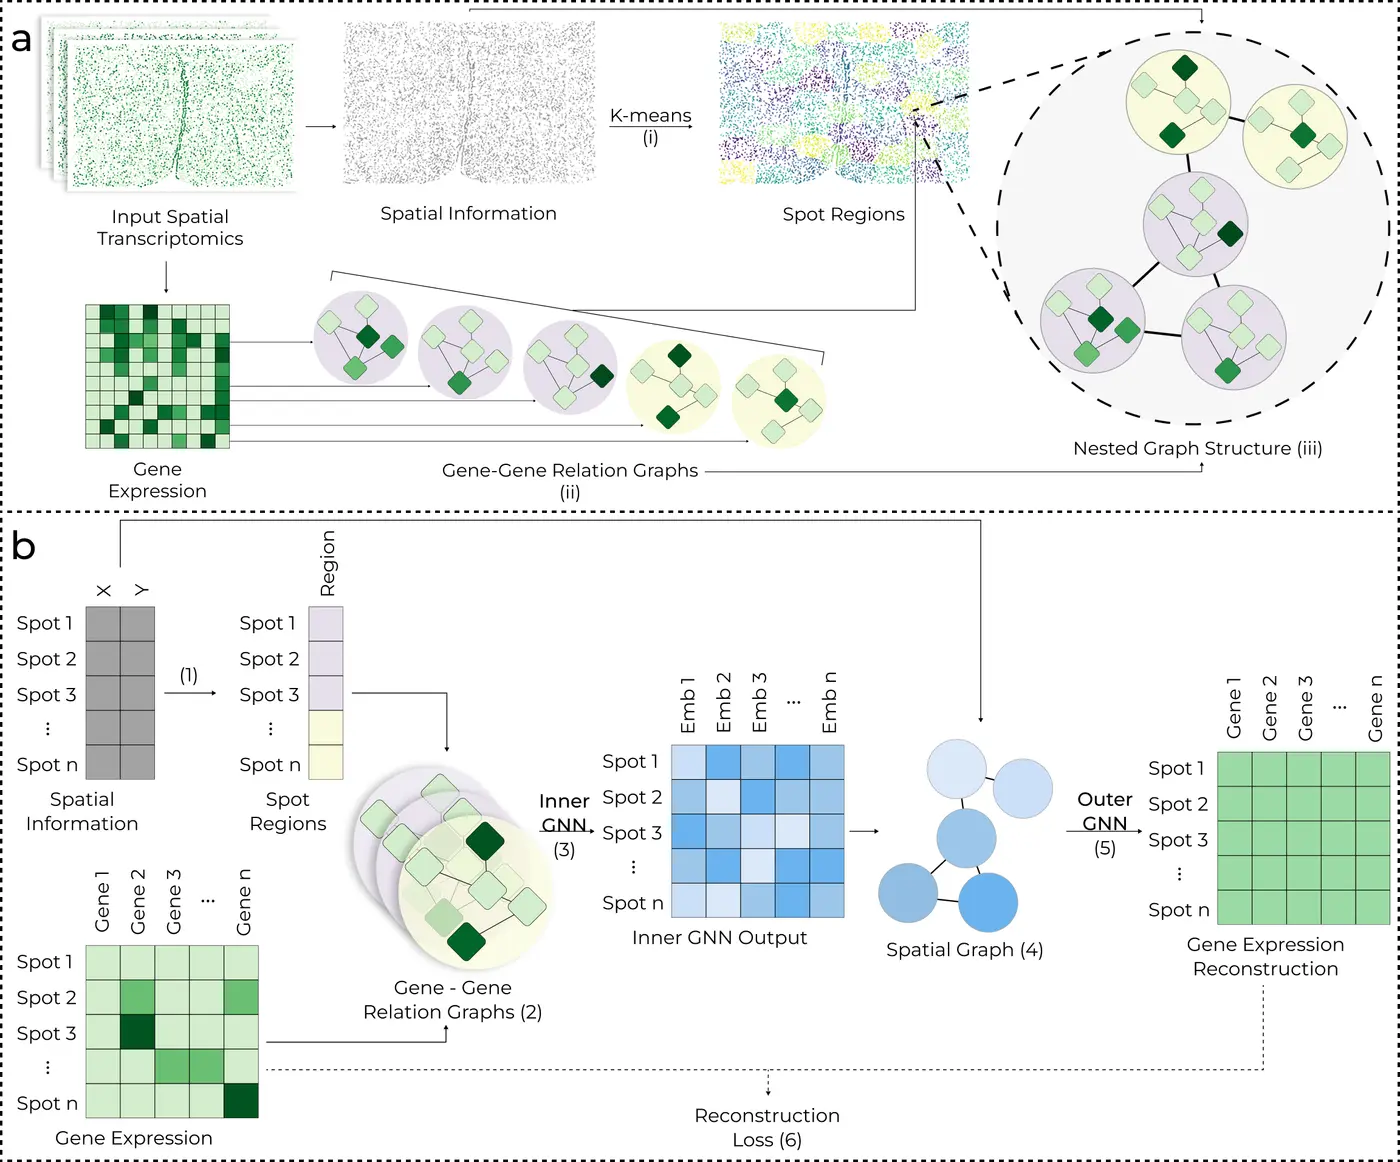 a
Input Spatial
Transcriptomics
Spatial Information
K-means
(i)
Spot Regions
Nested Graph Structure (iii)
Gene
Expression
Gene-Gene Relation Graphs
(ii)
b
X
Y
Spot 1
Spot 2
Spot 3
...
Spot n
Spatial
Information
(1)
Region
Spot 1
Spot 2
Spot 3
...
Spot n
Spot
Regions
Gene 1
Gene 2
Gene 3
...
Gene n
Spot 1
Spot 2
Spot 3
...
Spot n
Gene Expression
Gene - Gene
Relation Graphs (2)
Inner
GNN
(3)
Emb 1
Emb 2
Emb 3
...
Emb n
Spot 1
Spot 2
Spot 3
...
Spot n
Inner GNN Output
Spatial Graph (4)
Outer
GNN
(5)
Gene 1
Gene 2
Gene 3
...
Gene n
Spot 1
Spot 2
Spot 3
...
Spot n
Gene Expression
Reconstruction
Reconstruction
Loss (6)